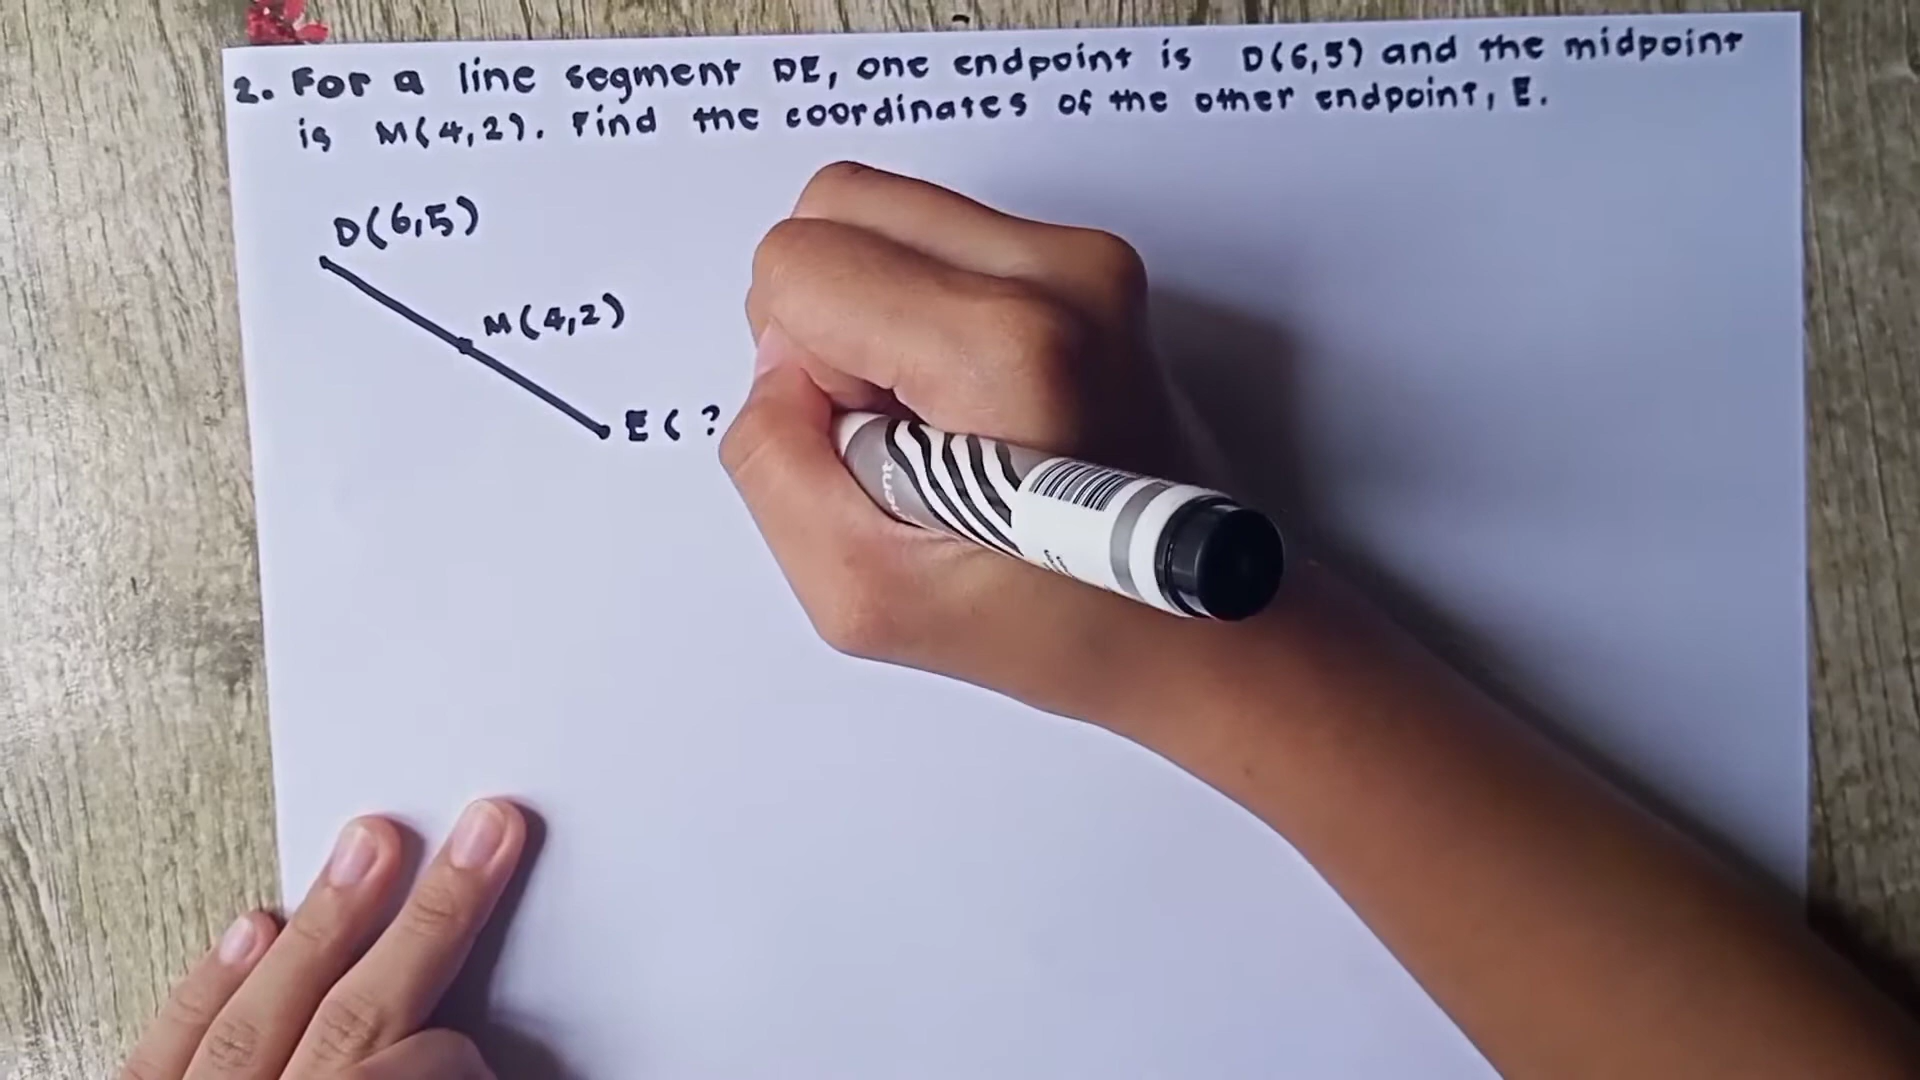 2. For a line segment DE, one endpoint is D(6,5) and the midpoint
is M(4,2). Find the coordinates of the other endpoint, E.
D(6,5)
M(4,2)
E(?